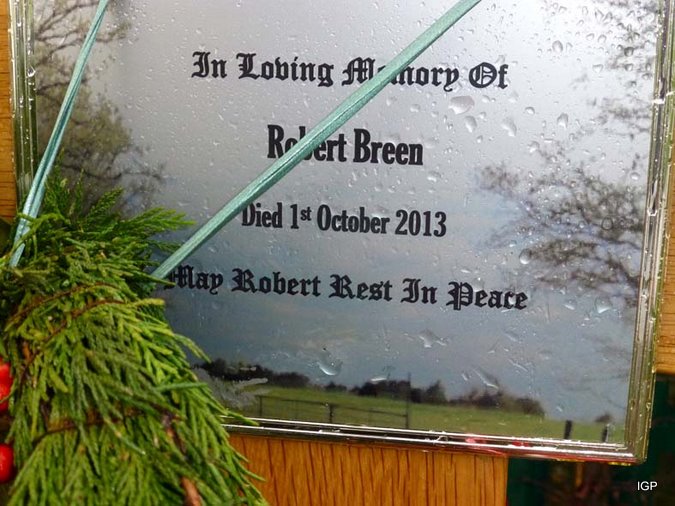 In Loving Memory Of
Robert Breen
Died 1st October 2013
May Robert Rest In Peace
IGP